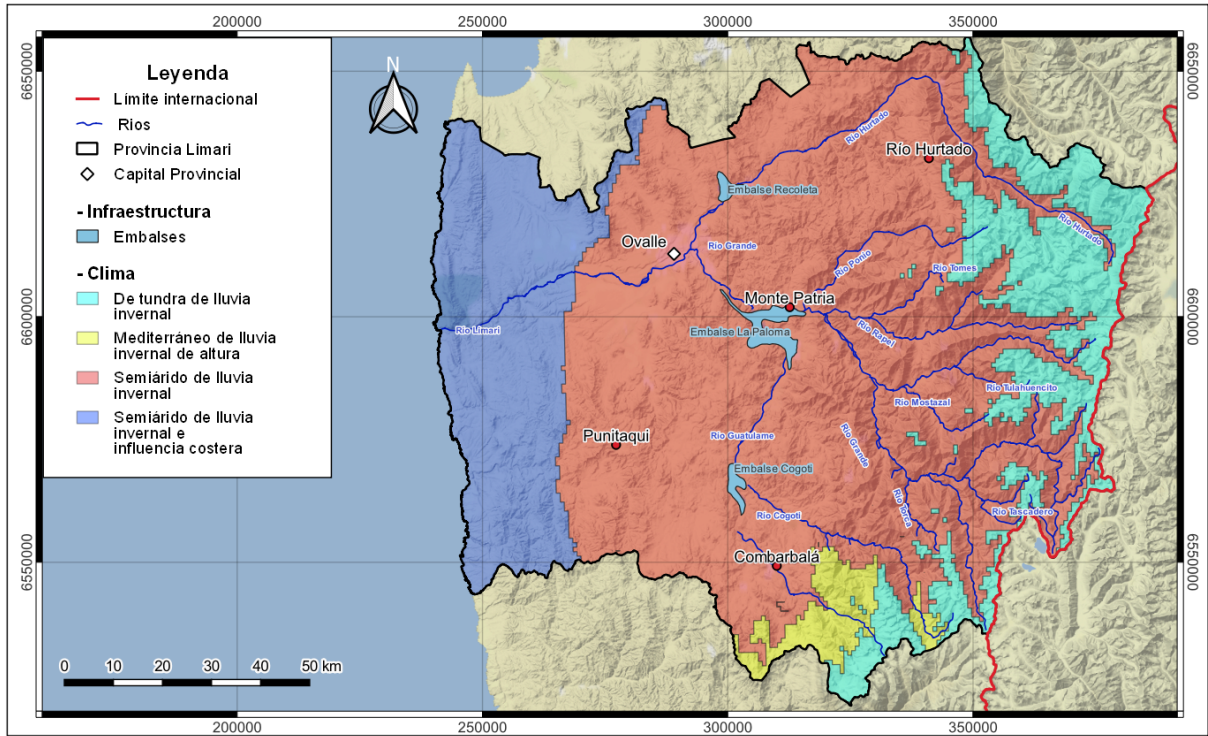 200000
250000
300000
350000
6650000
6600000
6550000
N
Leyenda
Límite internacional
Rios
Provincia Limari
Capital Provincial
- Infraestructura
Embalses
- Clima
De tundra de lluvia
invernal
Mediterráneo de lluvia
invernal de altura
Semiárido de lluvia
invernal
Semiárido de lluvia
invernal e
influencia costera
Río Hurtado
Río Hurtado
Embalse Recoleta
Río Hurtado
Ovalle
Rio Grande
Río Ponio
Río Tomes
Monte Patria
Río Limarí
Embalse La Paloma
Río Rapel
Río Tulahuencito
Río Mostazal
Punitaqui
Río Guatulame
Río Grande
Embalse Cogotí
Río Cogotí
Río Torca
Río Tascadero
Combarbalá
0 10 20 30 40 50 km
6650000
6600000
6550000
200000
250000
300000
350000